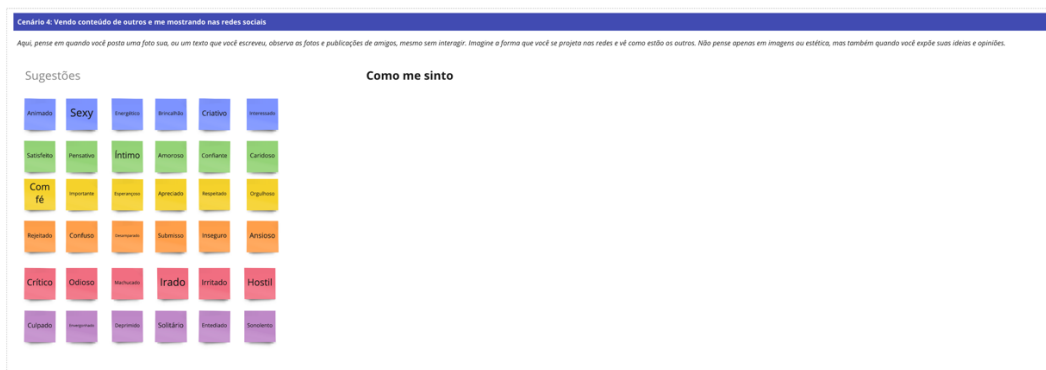 Cenário 4: Vendo conteúdo de outros e me mostrando nas redes sociais
Aqui, pense em quando você posta uma foto sua, ou um texto que você escreveu, observa as fotos e publicações de amigos, mesmo sem interagir. Imagine a forma que você se projeta nas redes e vê como estão os outros. Não pense apenas em imagens ou estética, mas também quando você expõe suas ideias e opiniões.
Sugestões
Como me sinto
Animado
Sexy
Energético
Brincalhão
Criativo
Interessado
Satisfeito
Pensativo
Íntimo
Amoroso
Confiante
Caridoso
Com
fé
Importante
Esperançoso
Apreciado
Respeitado
Orgulhoso
Rejeitado
Confuso
Desamparado
Submisso
Inseguro
Ansioso
Crítico
Odioso
Machucado
Irado
Irritado
Hostil
Culpado
Envergonhado
Deprimido
Solitário
Entediado
Sonolento